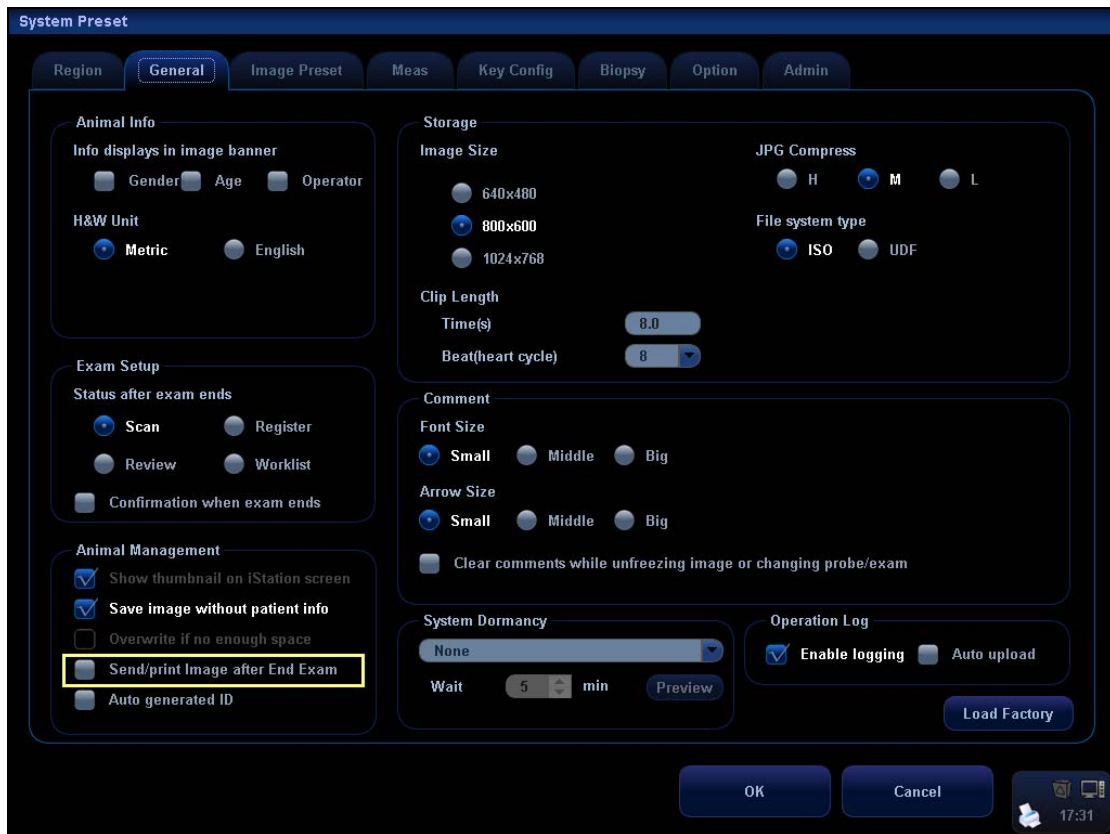 System Preset
Region General Image Preset Meas Key Config Biopsy Option Admin
Animal Info
Info displays in image banner
Gender Age Operator
H&W Unit
Metric English
Exam Setup
Status after exam ends
Scan Register
Review Worklist
Confirmation when exam ends
Animal Management
Show thumbnail on iStation screen
Save image without patient info
Overwrite if no enough space
Send/print Image after End Exam
Auto generated ID
Storage
Image Size
640x480
800x600
1024x768
JPG Compress
H M L
File system type
ISO UDF
Clip Length
Time(s) 8.0
Beat(heart cycle) 8
Comment
Font Size
Small Middle Big
Arrow Size
Small Middle Big
Clear comments while unfreezing image or changing probe/exam
System Dormancy
None
Wait 5 min Preview
Operation Log
Enable logging Auto upload
Load Factory
OK Cancel
17:31